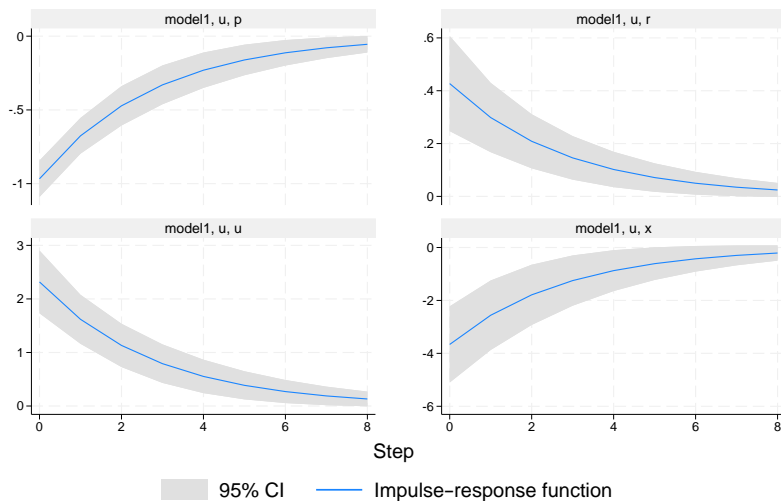 model1, u, p
0
-.5
-1
model1, u, r
.6
.4
.2
0
model1, u, u
3
2
1
0
0 2 4 6 8
model1, u, x
0
-2
-4
-6
0 2 4 6 8
Step
95% CI Impulse-response function